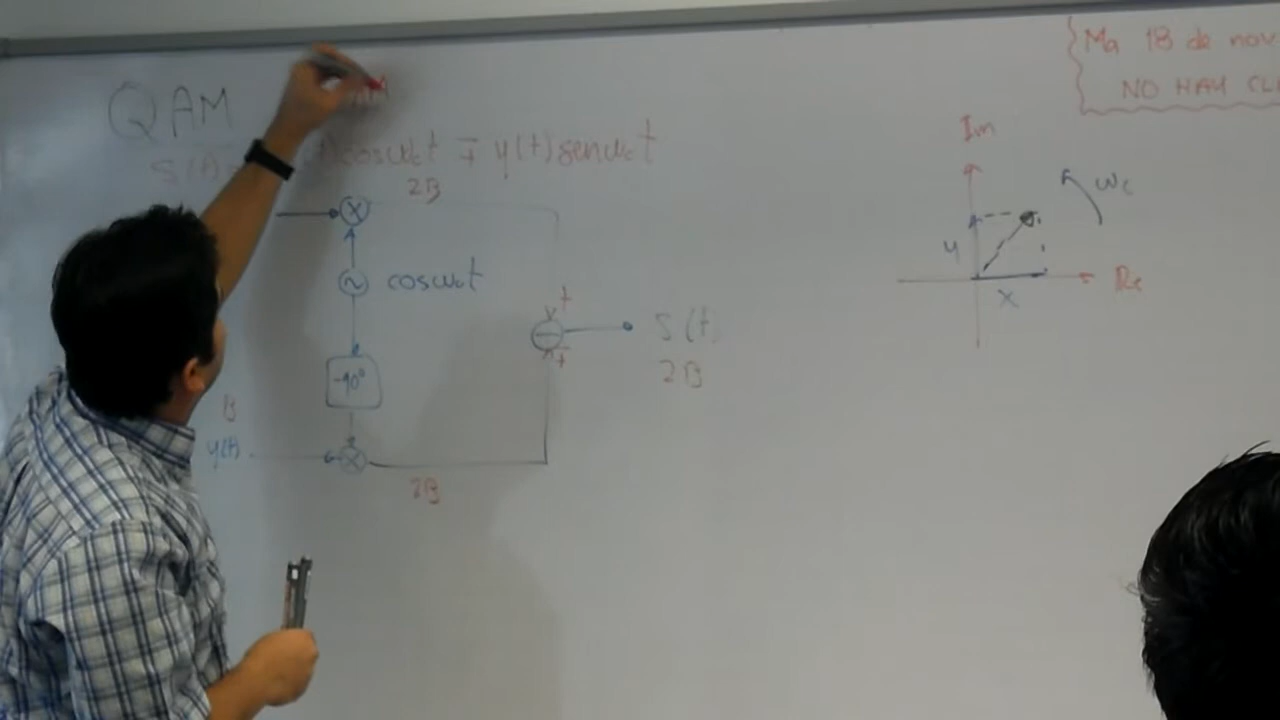 QAM
S(t) cosωct ∓ y(t)senωct
2B
X
~ cosωct
+
S(t)
∓
2B
-90°
B
y(t)
X
2B
Ma 18 de nov
NO HAY CL
Im
ωc
y
Re
x